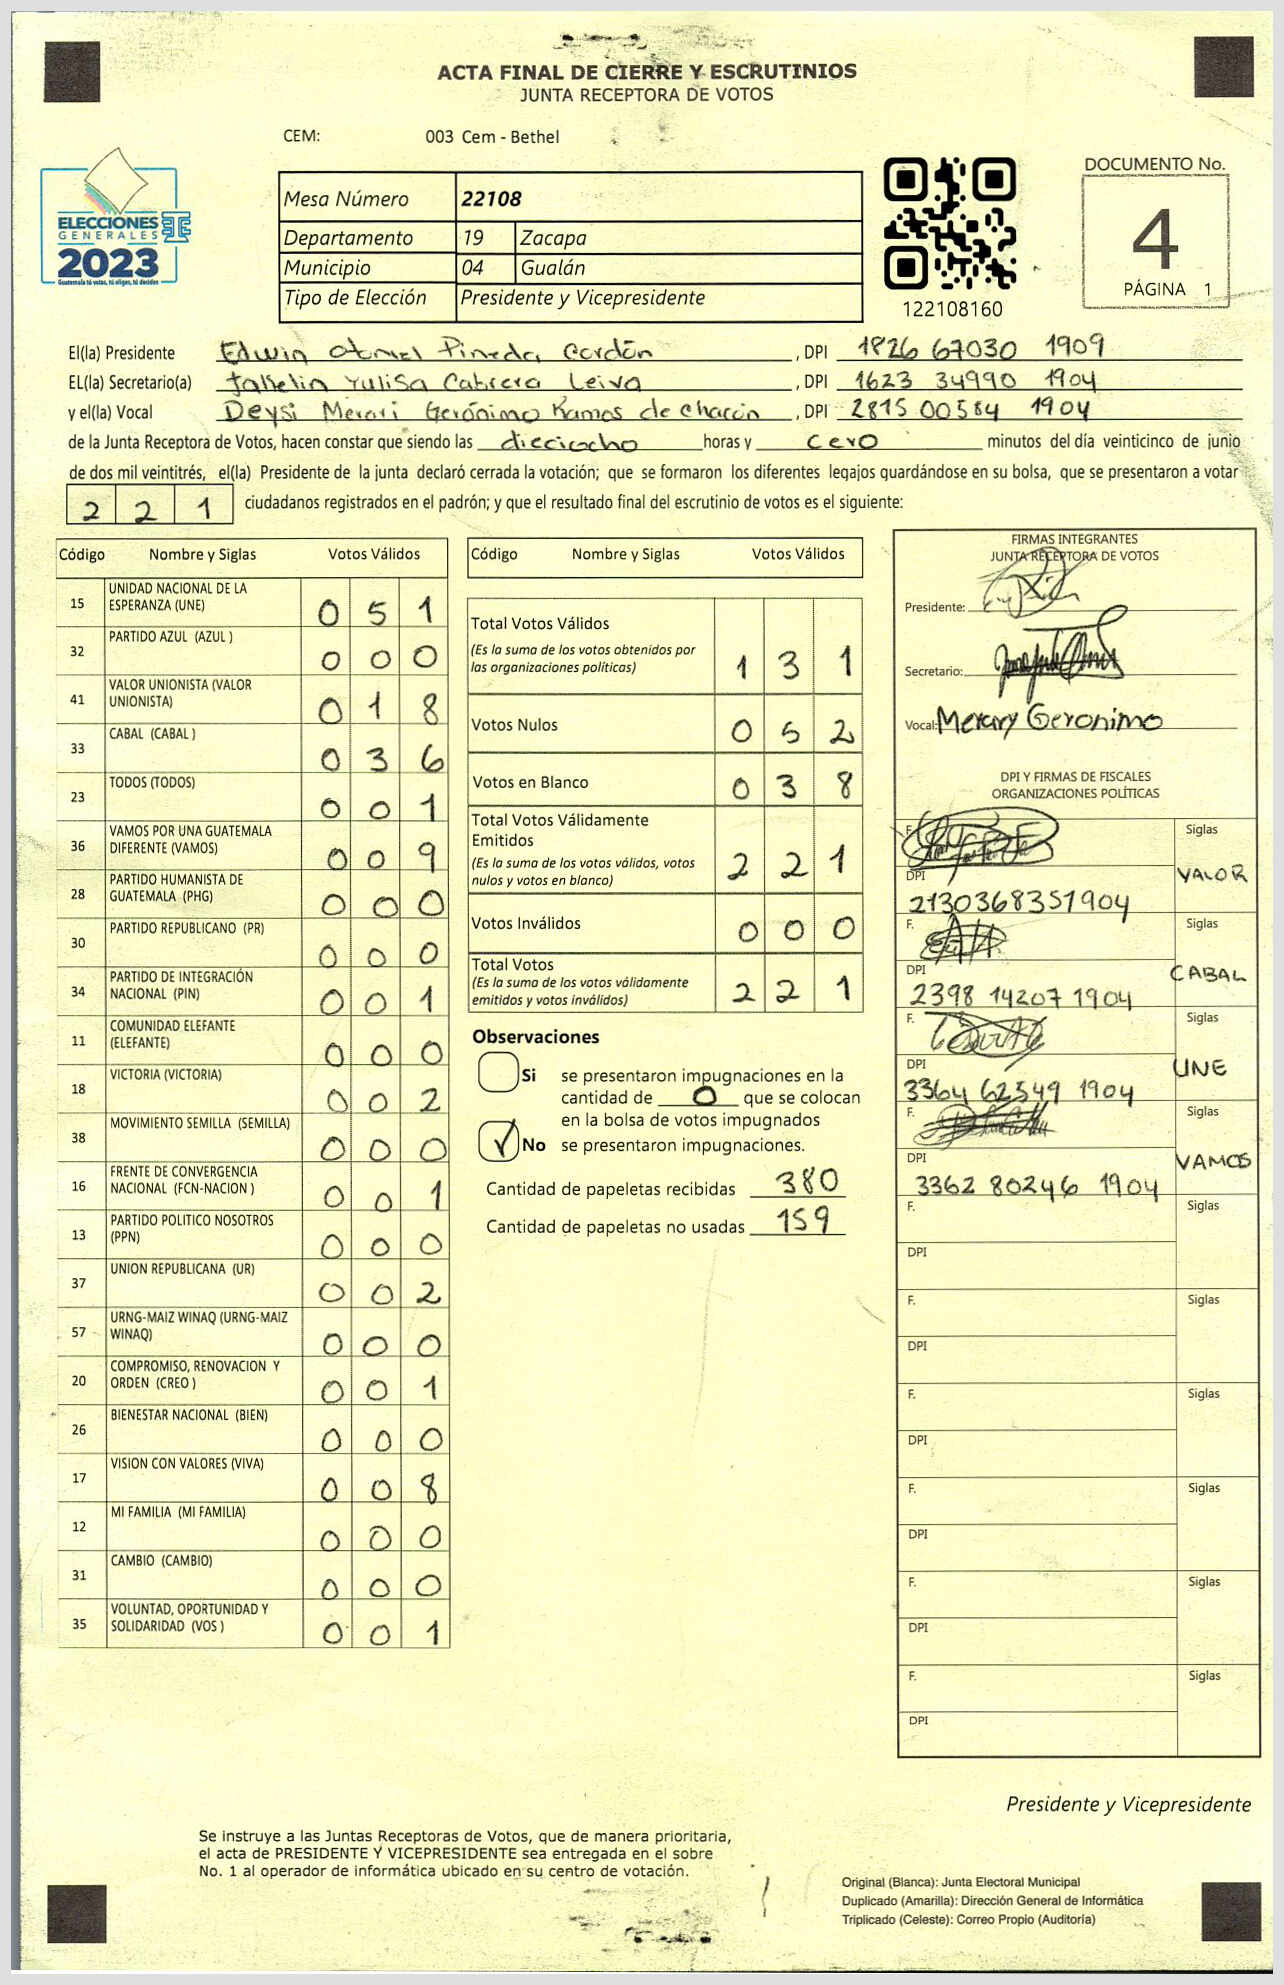 ACTA FINAL DE CIERRE Y ESCRUTINIOS
JUNTA RECEPTORA DE VOTOS
CEM: 003 Cem - Bethel
ELECCIONES
GENERALES
2023
Guatemala tú votas, tú eliges, tú decides
Mesa Número 22108
Departamento 19 Zacapa
Municipio 04 Gualán
Tipo de Elección Presidente y Vicepresidente
122108160
DOCUMENTO No.
4
PÁGINA 1
El(la) Presidente Edwin Otoniel Pineda Cordón , DPI 1826 67030 1909
EL(la) Secretario(a) Yulisa Cabrera Leiva , DPI 1623 34990 1904
y el(la) Vocal Deysi Merari Gerónimo Ramos de Chacón , DPI 2815 00584 1904
de la Junta Receptora de Votos, hacen constar que siendo las dieciocho horas y cero minutos del día veinticinco de junio
de dos mil veintitrés, el(la) Presidente de la junta declaró cerrada la votación; que se formaron los diferentes legajos quardándose en su bolsa, que se presentaron a votar
2 2 1 ciudadanos registrados en el padrón; y que el resultado final del escrutinio de votos es el siguiente:
Código Nombre y Siglas Votos Válidos
15 UNIDAD NACIONAL DE LA
ESPERANZA (UNE) 0 5 1
32 PARTIDO AZUL (AZUL ) 0 0 0
41 VALOR UNIONISTA (VALOR
UNIONISTA) 0 1 8
33 CABAL (CABAL ) 0 3 6
23 TODOS (TODOS) 0 0 1
36 VAMOS POR UNA GUATEMALA
DIFERENTE (VAMOS) 0 0 9
28 PARTIDO HUMANISTA DE
GUATEMALA (PHG) 0 0 0
30 PARTIDO REPUBLICANO (PR) 0 0 0
34 PARTIDO DE INTEGRACIÓN
NACIONAL (PIN) 0 0 1
11 COMUNIDAD ELEFANTE
(ELEFANTE) 0 0 0
18 VICTORIA (VICTORIA) 0 0 2
38 MOVIMIENTO SEMILLA (SEMILLA) 0 0 0
16 FRENTE DE CONVERGENCIA
NACIONAL (FCN-NACION ) 0 0 1
13 PARTIDO POLITICO NOSOTROS
(PPN) 0 0 0
37 UNION REPUBLICANA (UR) 0 0 2
57 URNG-MAIZ WINAQ (URNG-MAIZ
WINAQ) 0 0 0
20 COMPROMISO, RENOVACION Y
ORDEN (CREO ) 0 0 1
26 BIENESTAR NACIONAL (BIEN) 0 0 0
17 VISION CON VALORES (VIVA) 0 0 8
12 MI FAMILIA (MI FAMILIA) 0 0 0
31 CAMBIO (CAMBIO) 0 0 0
35 VOLUNTAD, OPORTUNIDAD Y
SOLIDARIDAD (VOS ) 0 0 1
Código Nombre y Siglas Votos Válidos
Total Votos Válidos
(Es la suma de los votos obtenidos por
las organizaciones políticas) 1 3 1
Votos Nulos 0 5 2
Votos en Blanco 0 3 8
Total Votos Válidamente
Emitidos
(Es la suma de los votos válidos, votos
nulos y votos en blanco) 2 2 1
Votos Inválidos 0 0 0
Total Votos
(Es la suma de los votos válidamente
emitidos y votos inválidos) 2 2 1
Observaciones
Si se presentaron impugnaciones en la
cantidad de 0 que se colocan
en la bolsa de votos impugnados
No se presentaron impugnaciones.
Cantidad de papeletas recibidas 380
Cantidad de papeletas no usadas 159
FIRMAS INTEGRANTES
JUNTA RECEPTORA DE VOTOS
Presidente:
Secretario:
Vocal: Merary Geronimo
DPI Y FIRMAS DE FISCALES
ORGANIZACIONES POLÍTICAS
F. Siglas
DPI VALOR
2130368351904
F. Siglas
DPI CABAL
2398 14207 1904
F. Siglas
DPI UNE
3364 62549 1904
F. Siglas
DPI VAMOS
3362 80246 1904
F. Siglas
DPI
F. Siglas
DPI
F. Siglas
DPI
F. Siglas
DPI
F. Siglas
DPI
F. Siglas
DPI
Presidente y Vicepresidente
Se instruye a las Juntas Receptoras de Votos, que de manera prioritaria,
el acta de PRESIDENTE Y VICEPRESIDENTE sea entregada en el sobre
No. 1 al operador de informática ubicado en su centro de votación.
Original (Blanca): Junta Electoral Municipal
Duplicado (Amarilla): Dirección General de Informática
Triplicado (Celeste): Correo Propio (Auditoría)